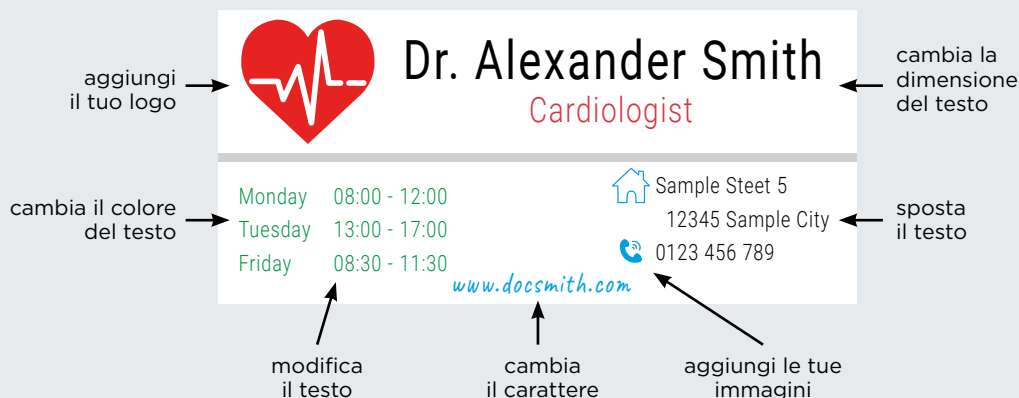 Dr. Alexander Smith
Cardiologist
aggiungi
il tuo logo
cambia la
dimensione
del testo
cambia il colore
del testo
Monday 08:00 - 12:00
Tuesday 13:00 - 17:00
Friday 08:30 - 11:30
Sample Steet 5
12345 Sample City
0123 456 789
www.docsmith.com
sposta
il testo
modifica
il testo
cambia
il carattere
aggiungi le tue
immagini